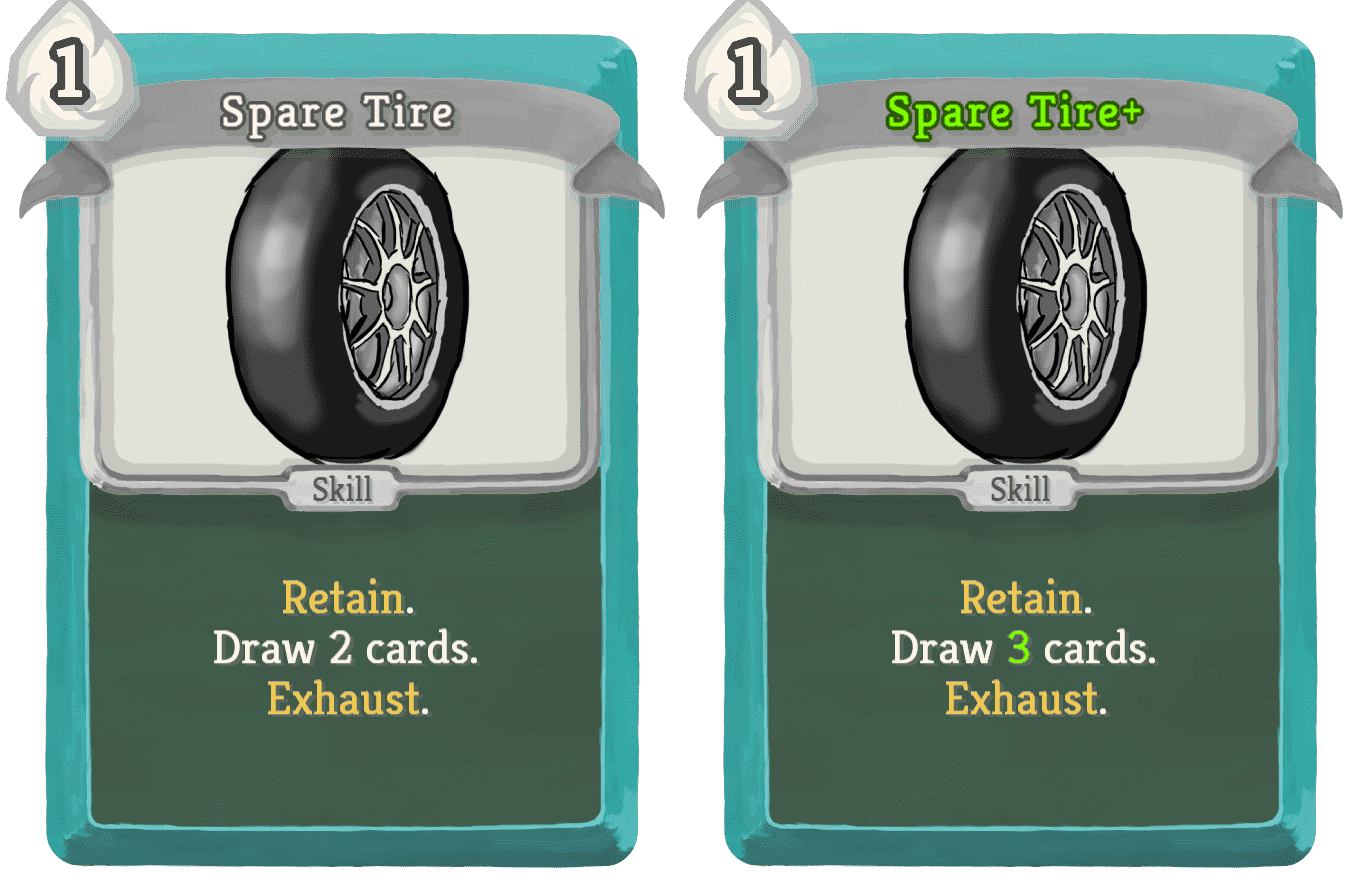 1
Spare Tire
Skill
Retain.
Draw 2 cards.
Exhaust.
1
Spare Tire+
Skill
Retain.
Draw 3 cards.
Exhaust.